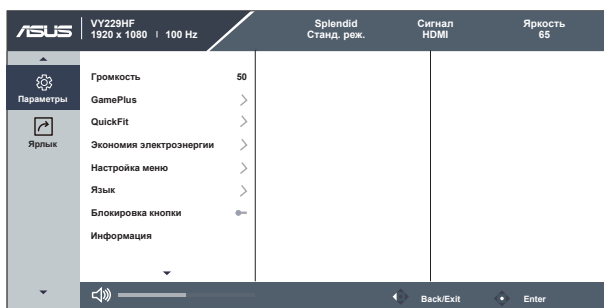 ASUS
VY229HF
1920 x 1080 | 100 Hz
Splendid
Станд. реж.
Сигнал
HDMI
Яркость
65
Параметры
Ярлык
Громкость 50
GamePlus
QuickFit
Экономия электроэнергии
Настройка меню
Язык
Блокировка кнопки
Информация
Back/Exit
Enter